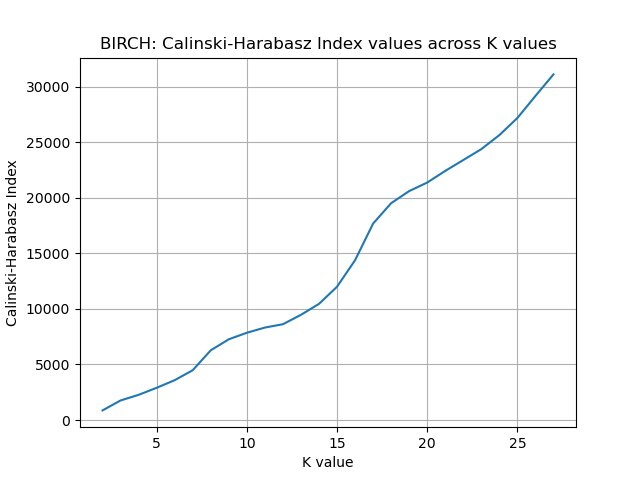 BIRCH: Calinski-Harabasz Index values across K values
Calinski-Harabasz Index
30000
25000
20000
15000
10000
5000
0
5 10 15 20 25
K value